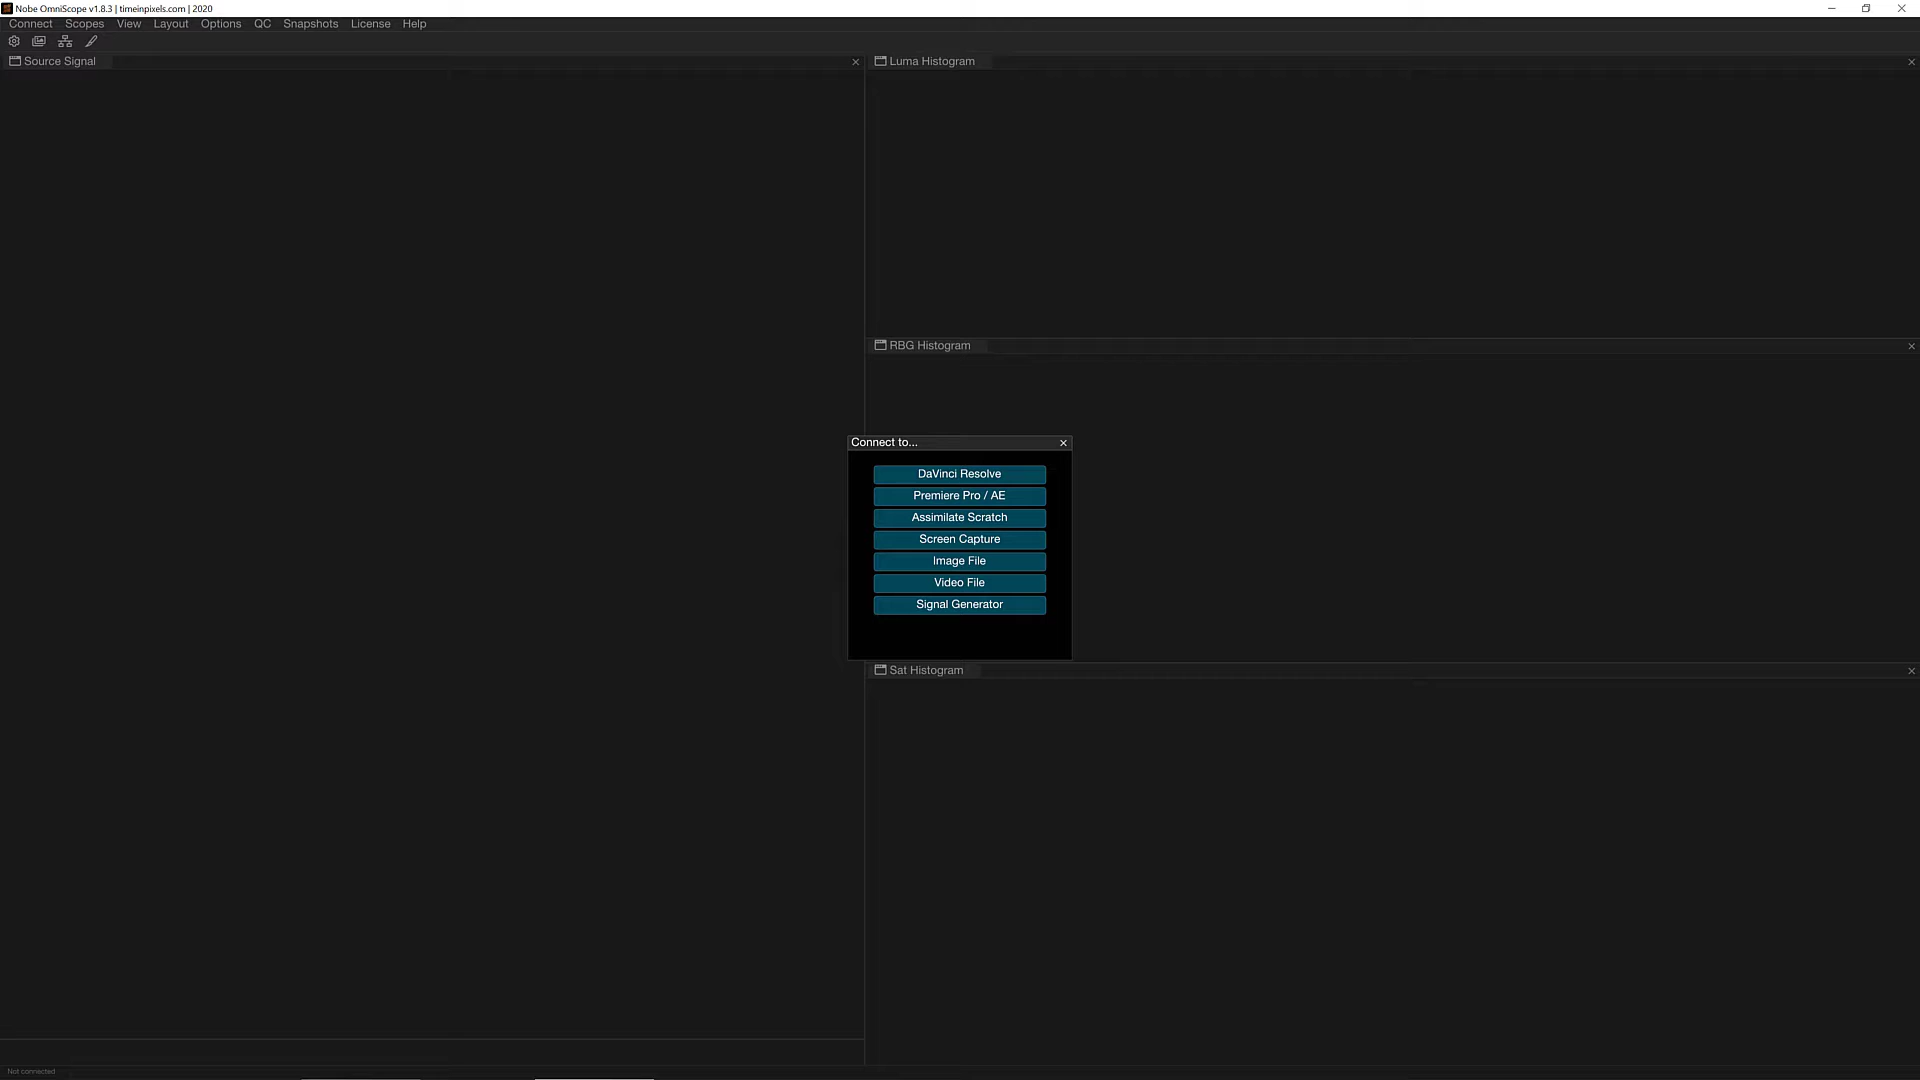 Nobe OmniScope v1.8.3 | timeinpixels.com | 2020
Connect Scopes View Layout Options QC Snapshots License Help
Source Signal
Luma Histogram
RBG Histogram
Connect to...
DaVinci Resolve
Premiere Pro / AE
Assimilate Scratch
Screen Capture
Image File
Video File
Signal Generator
Sat Histogram
Not connected